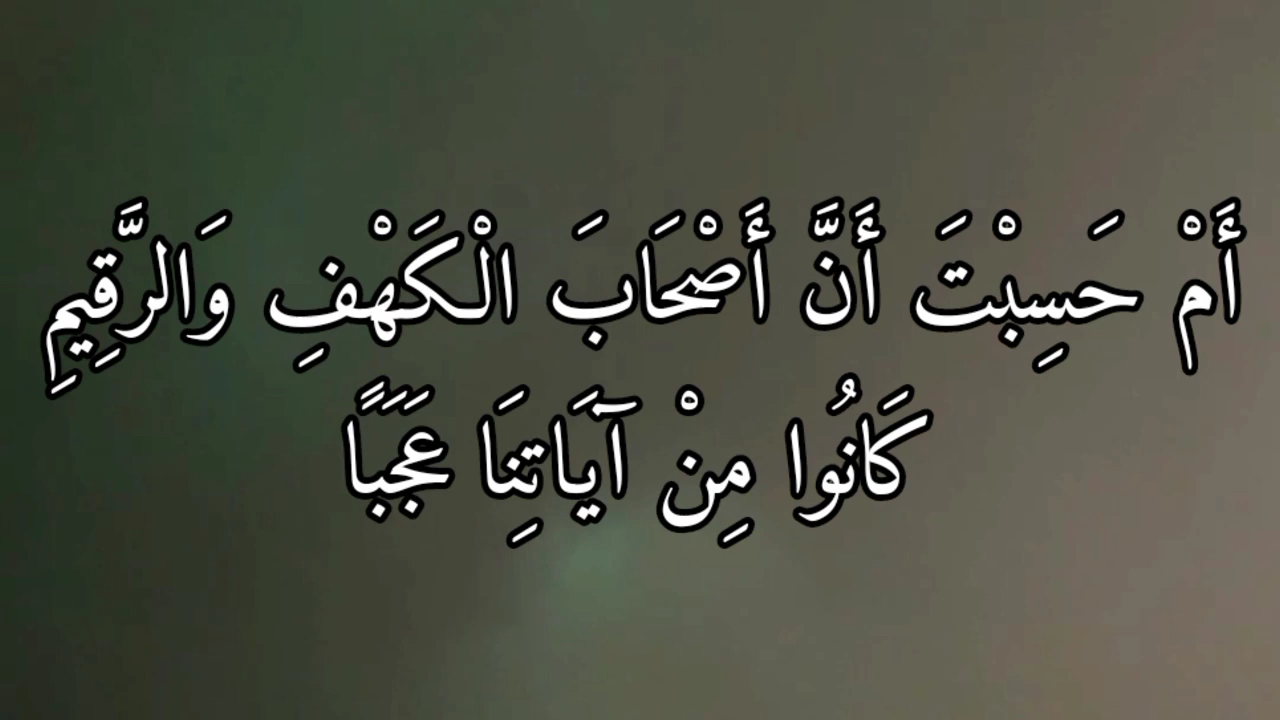 أَمْ حَسِبْتَ أَنَّ أَصْحَابَ الْكَهْفِ وَالرَّقِيمِ
كَانُوا مِنْ آيَاتِنَا عَجَبًا